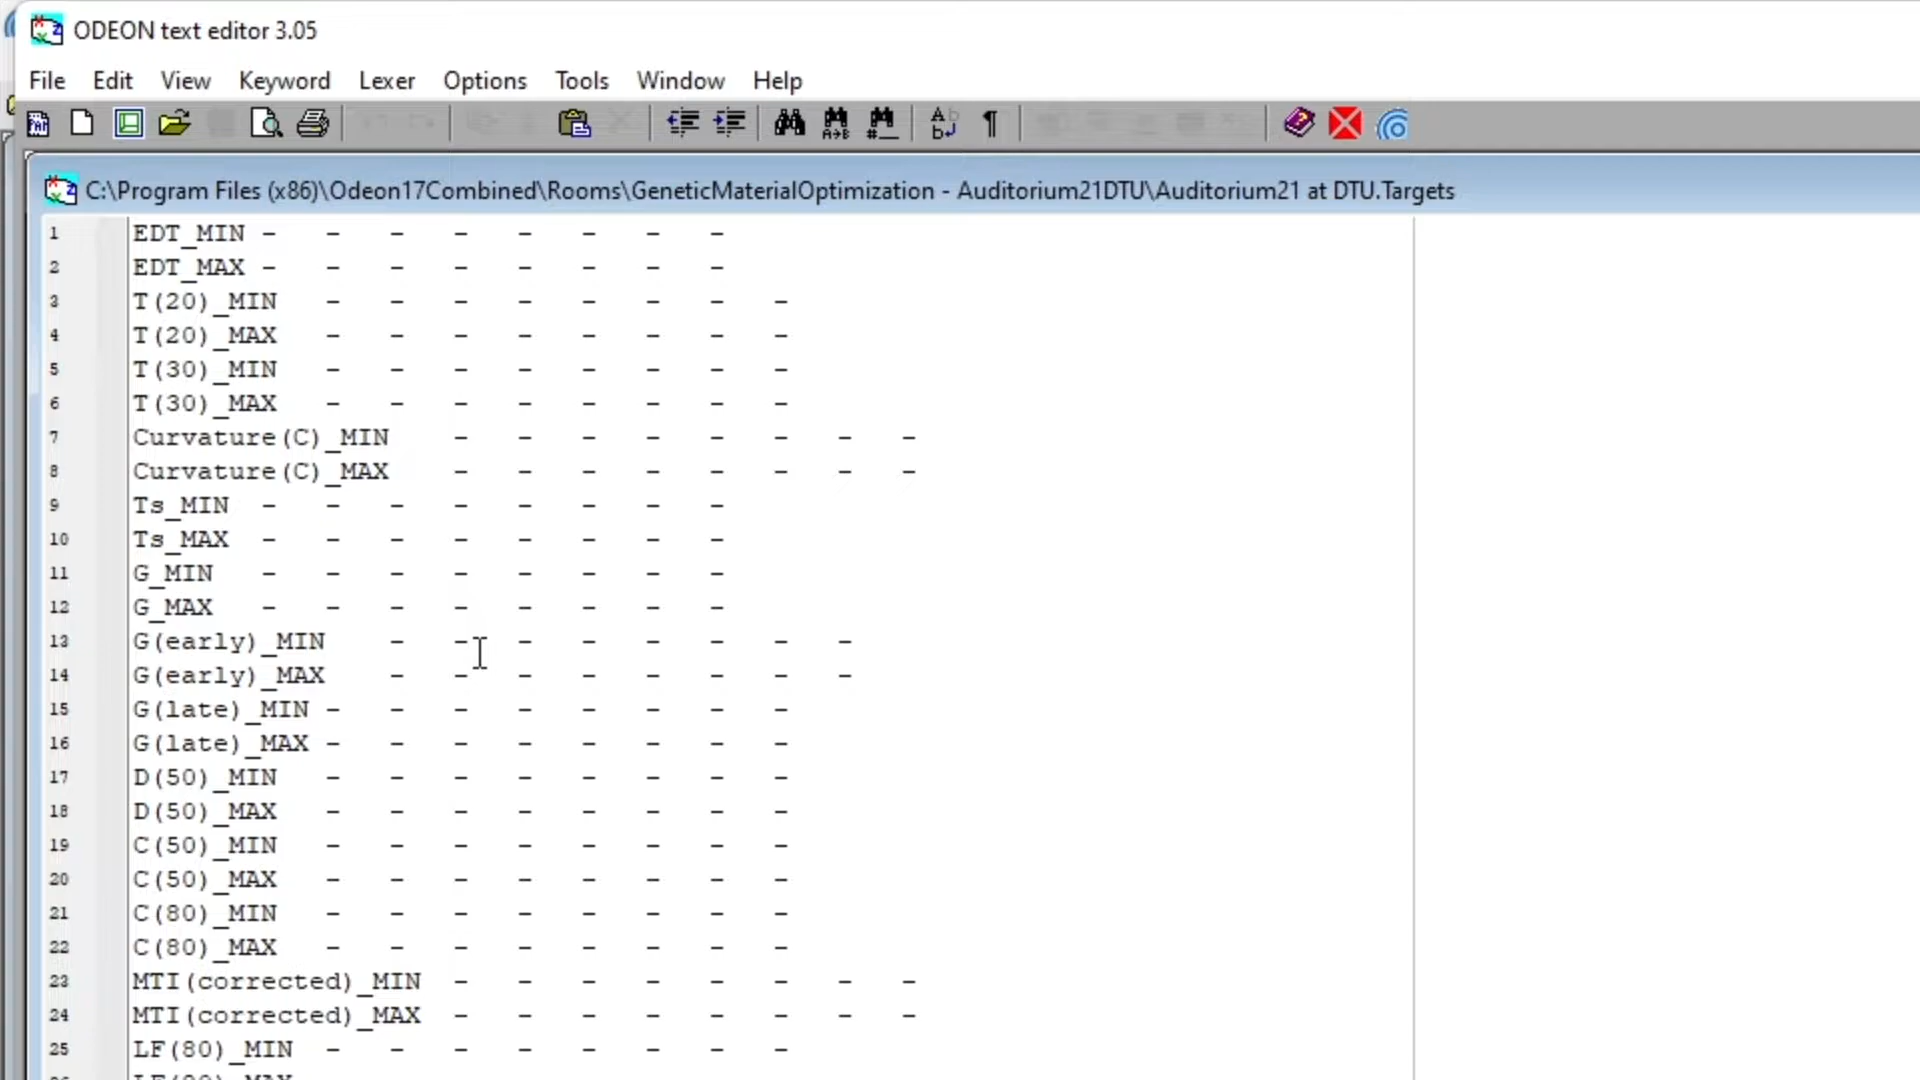 ODEON text editor 3.05
File Edit View Keyword Lexer Options Tools Window Help
C:\Program Files (x86)\Odeon17Combined\Rooms\GeneticMaterialOptimization - Auditorium21DTU\Auditorium21 at DTU.Targets
1 EDT_MIN - - - - - - - -
2 EDT_MAX - - - - - - - -
3 T(20)_MIN - - - - - - - -
4 T(20)_MAX - - - - - - - -
5 T(30)_MIN - - - - - - - -
6 T(30)_MAX - - - - - - - -
7 Curvature(C)_MIN - - - - - - - -
8 Curvature(C)_MAX - - - - - - - -
9 Ts_MIN - - - - - - - -
10 Ts_MAX - - - - - - - -
11 G_MIN - - - - - - - -
12 G_MAX - - - - - - - -
13 G(early)_MIN - - - - - - - -
14 G(early)_MAX - - - - - - - -
15 G(late)_MIN - - - - - - - -
16 G(late)_MAX - - - - - - - -
17 D(50)_MIN - - - - - - - -
18 D(50)_MAX - - - - - - - -
19 C(50)_MIN - - - - - - - -
20 C(50)_MAX - - - - - - - -
21 C(80)_MIN - - - - - - - -
22 C(80)_MAX - - - - - - - -
23 MTI(corrected)_MIN - - - - - - - -
24 MTI(corrected)_MAX - - - - - - - -
25 LF(80)_MIN - - - - - - - -